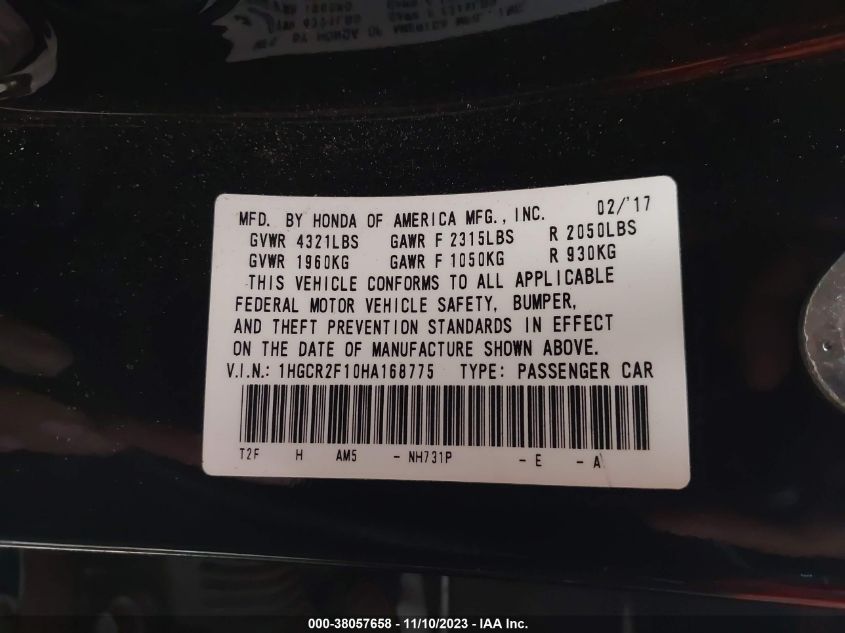 MFD. BY HONDA OF AMERICA MFG., INC. 02/'17
GVWR 4321LBS GAWR F 2315LBS R 2050LBS
GVWR 1960KG GAWR F 1050KG R 930KG
THIS VEHICLE CONFORMS TO ALL APPLICABLE
FEDERAL MOTOR VEHICLE SAFETY, BUMPER,
AND THEFT PREVENTION STANDARDS IN EFFECT
ON THE DATE OF MANUFACTURE SHOWN ABOVE.
V.I.N.: 1HGCR2F10HA168775 TYPE: PASSENGER CAR
T2F H AM5 - NH731P - E - A
000-38057658 - 11/10/2023 - IAA Inc.